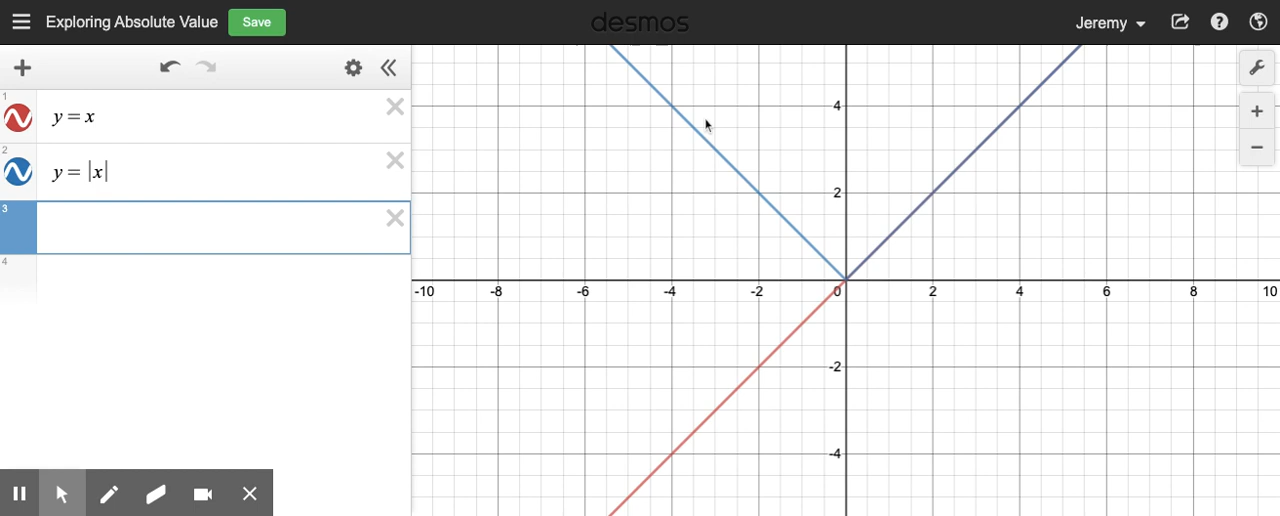 Exploring Absolute Value Save desmos Jeremy
1
y = x
2
y = |x|
3
4
4
2
-10 -8 -6 -4 -2 0 2 4 6 8 10
-2
-4